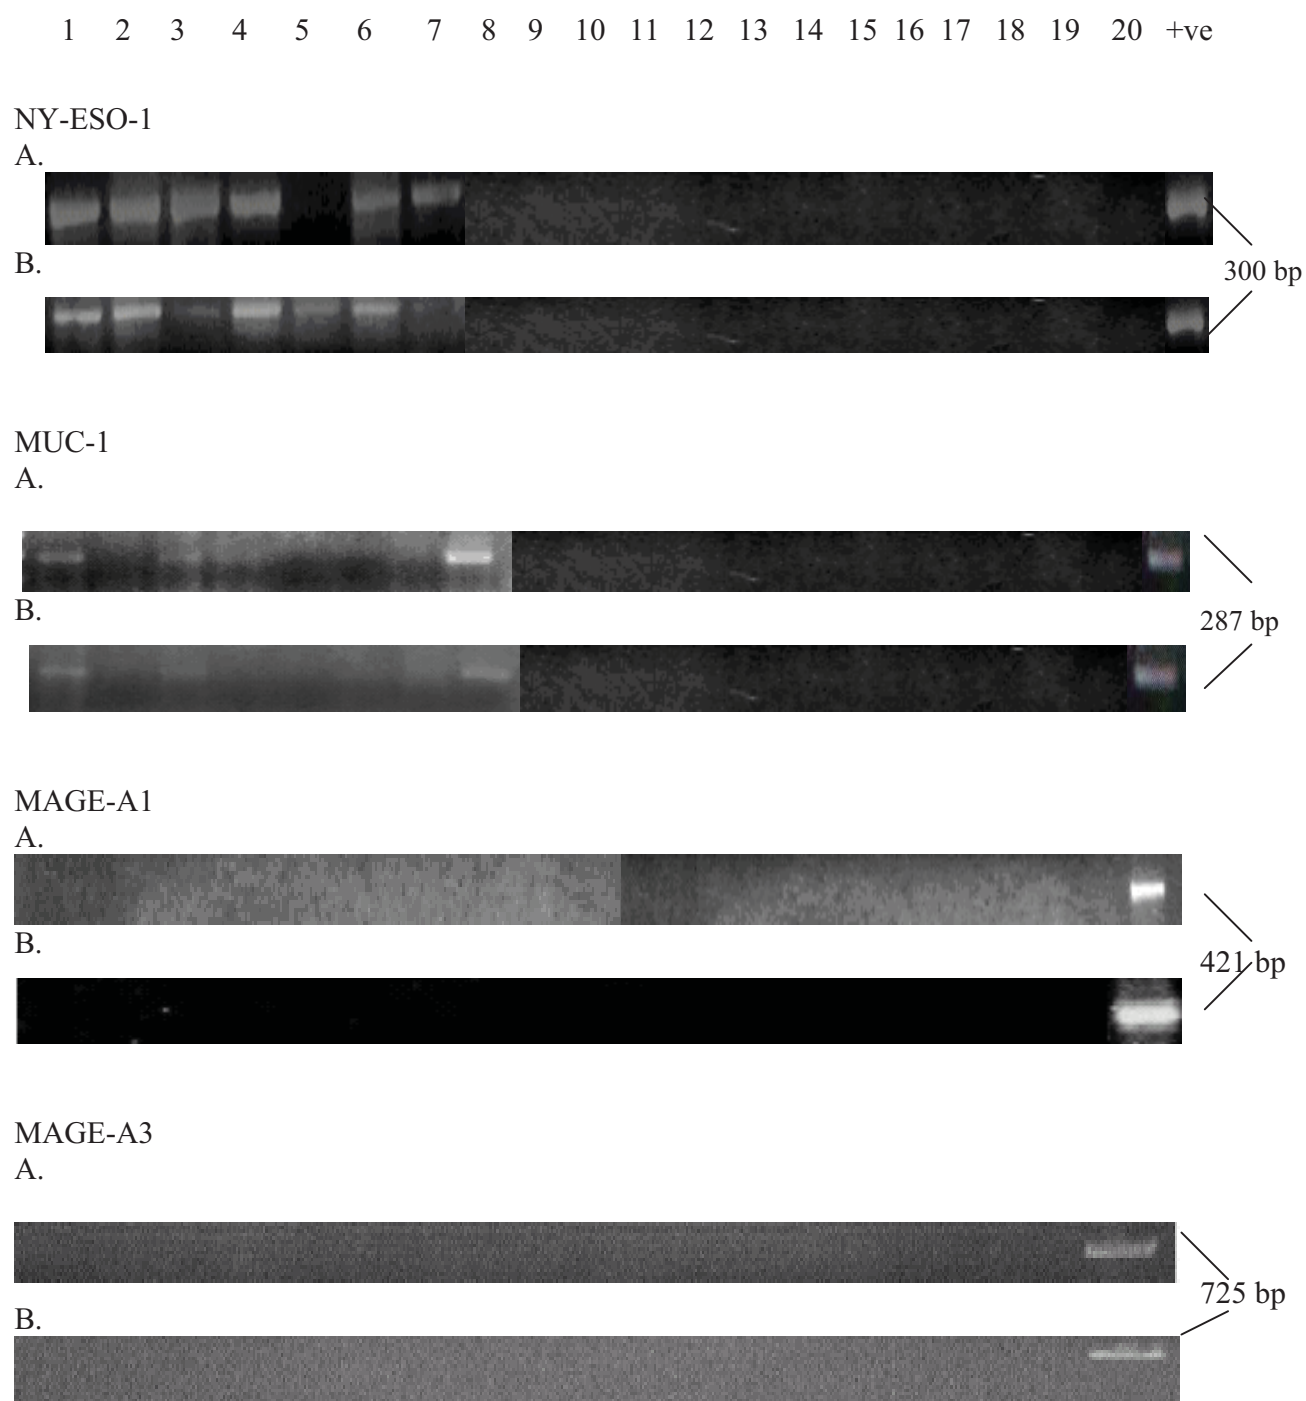 1 2 3 4 5 6 7 8 9 10 11 12 13 14 15 16 17 18 19 20 +ve
NY-ESO-1
A.
B.
300 bp
MUC-1
A.
B.
287 bp
MAGE-A1
A.
B.
421 bp
MAGE-A3
A.
725 bp
B.